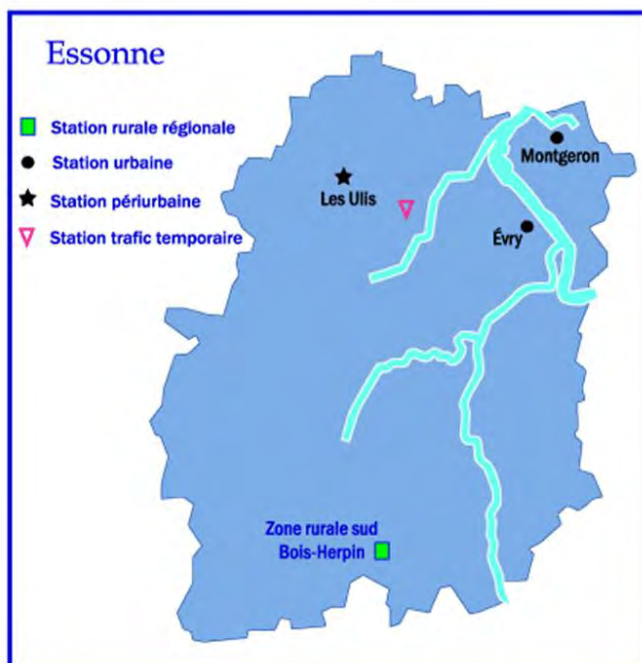 Essonne
Station rurale régionale
Station urbaine
Station périurbaine
Station trafic temporaire
Montgeron
Les Ulis
Évry
Zone rurale sud
Bois-Herpin